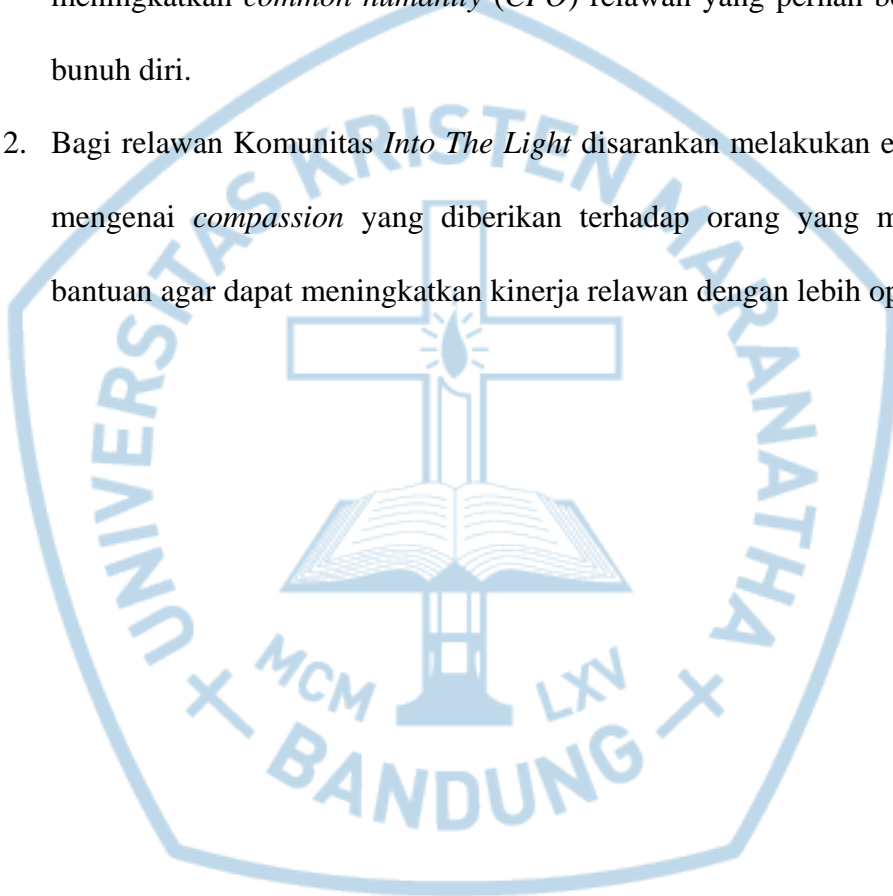 meningkatkan common humanity (CFO) relawan yang pernah
bunuh diri.
2. Bagi relawan Komunitas Into The Light disarankan melakukan
mengenai compassion yang diberikan terhadap orang yang
bantuan agar dapat meningkatkan kinerja relawan dengan lebih
UNIVERSITAS KRISTEN MARANATHA
MCM LXV
BANDUNG